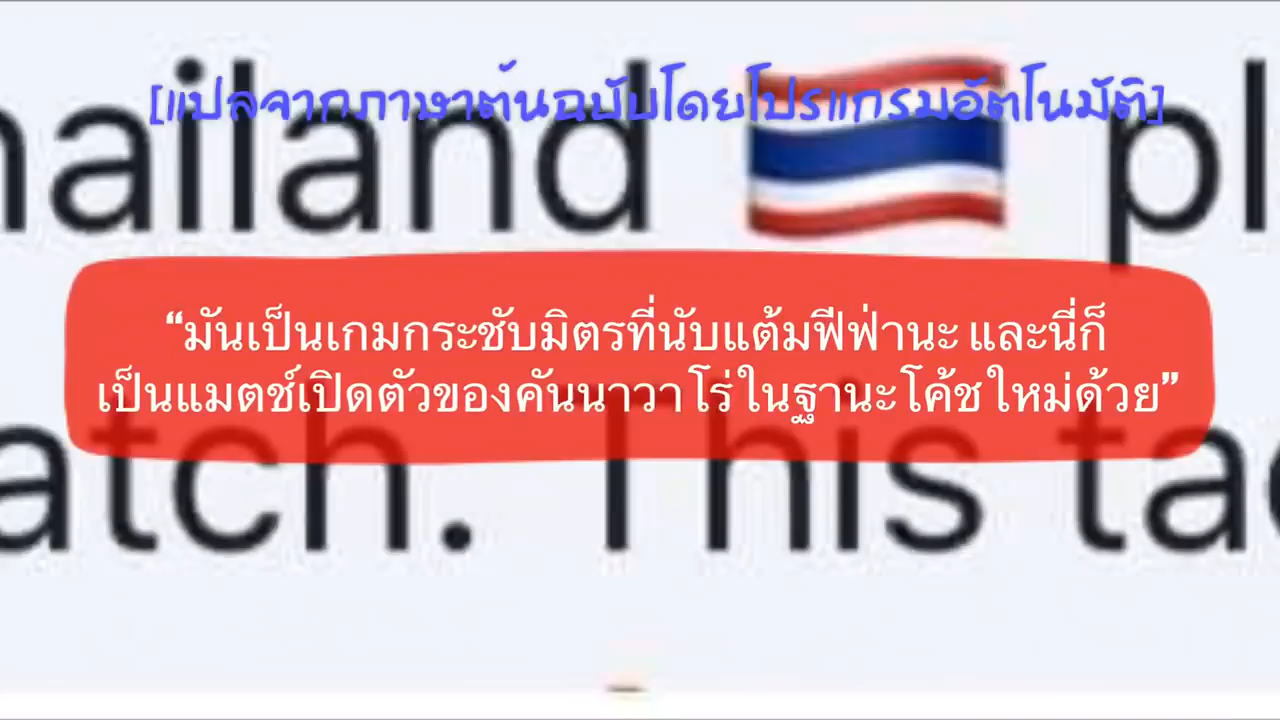 [แปลจากภาษาต้นฉบับโดยโปรแกรมอัตโนมัติ]
hailand 🇹🇭 pl
“มันเป็นเกมกระชับมิตรที่นับแต้มฟีฟ่านะ และนี่ก็
เป็นแมตช์เปิดตัวของคันนาวาโร่ในฐานะโค้ชใหม่ด้วย”
atch. This tac